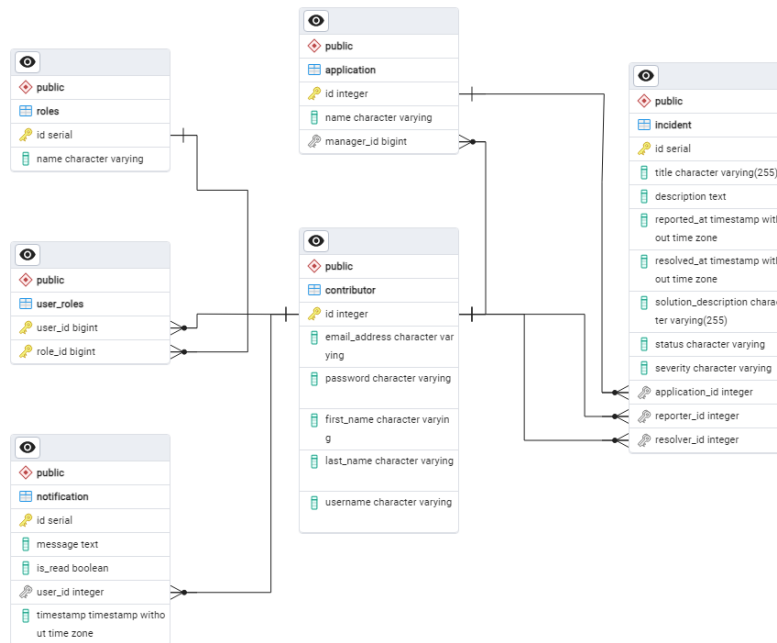 public
roles
id serial
name character varying
public
user_roles
user_id bigint
role_id bigint
public
notification
id serial
message text
is_read boolean
user_id integer
timestamp timestamp witho
ut time zone
public
application
id integer
name character varying
manager_id bigint
public
contributor
id integer
email_address character var
ying
password character varying
first_name character varyin
g
last_name character varying
username character varying
public
incident
id serial
title character varying(255)
description text
reported_at timestamp with
out time zone
resolved_at timestamp with
out time zone
solution_description charac
ter varying(255)
status character varying
severity character varying
application_id integer
reporter_id integer
resolver_id integer